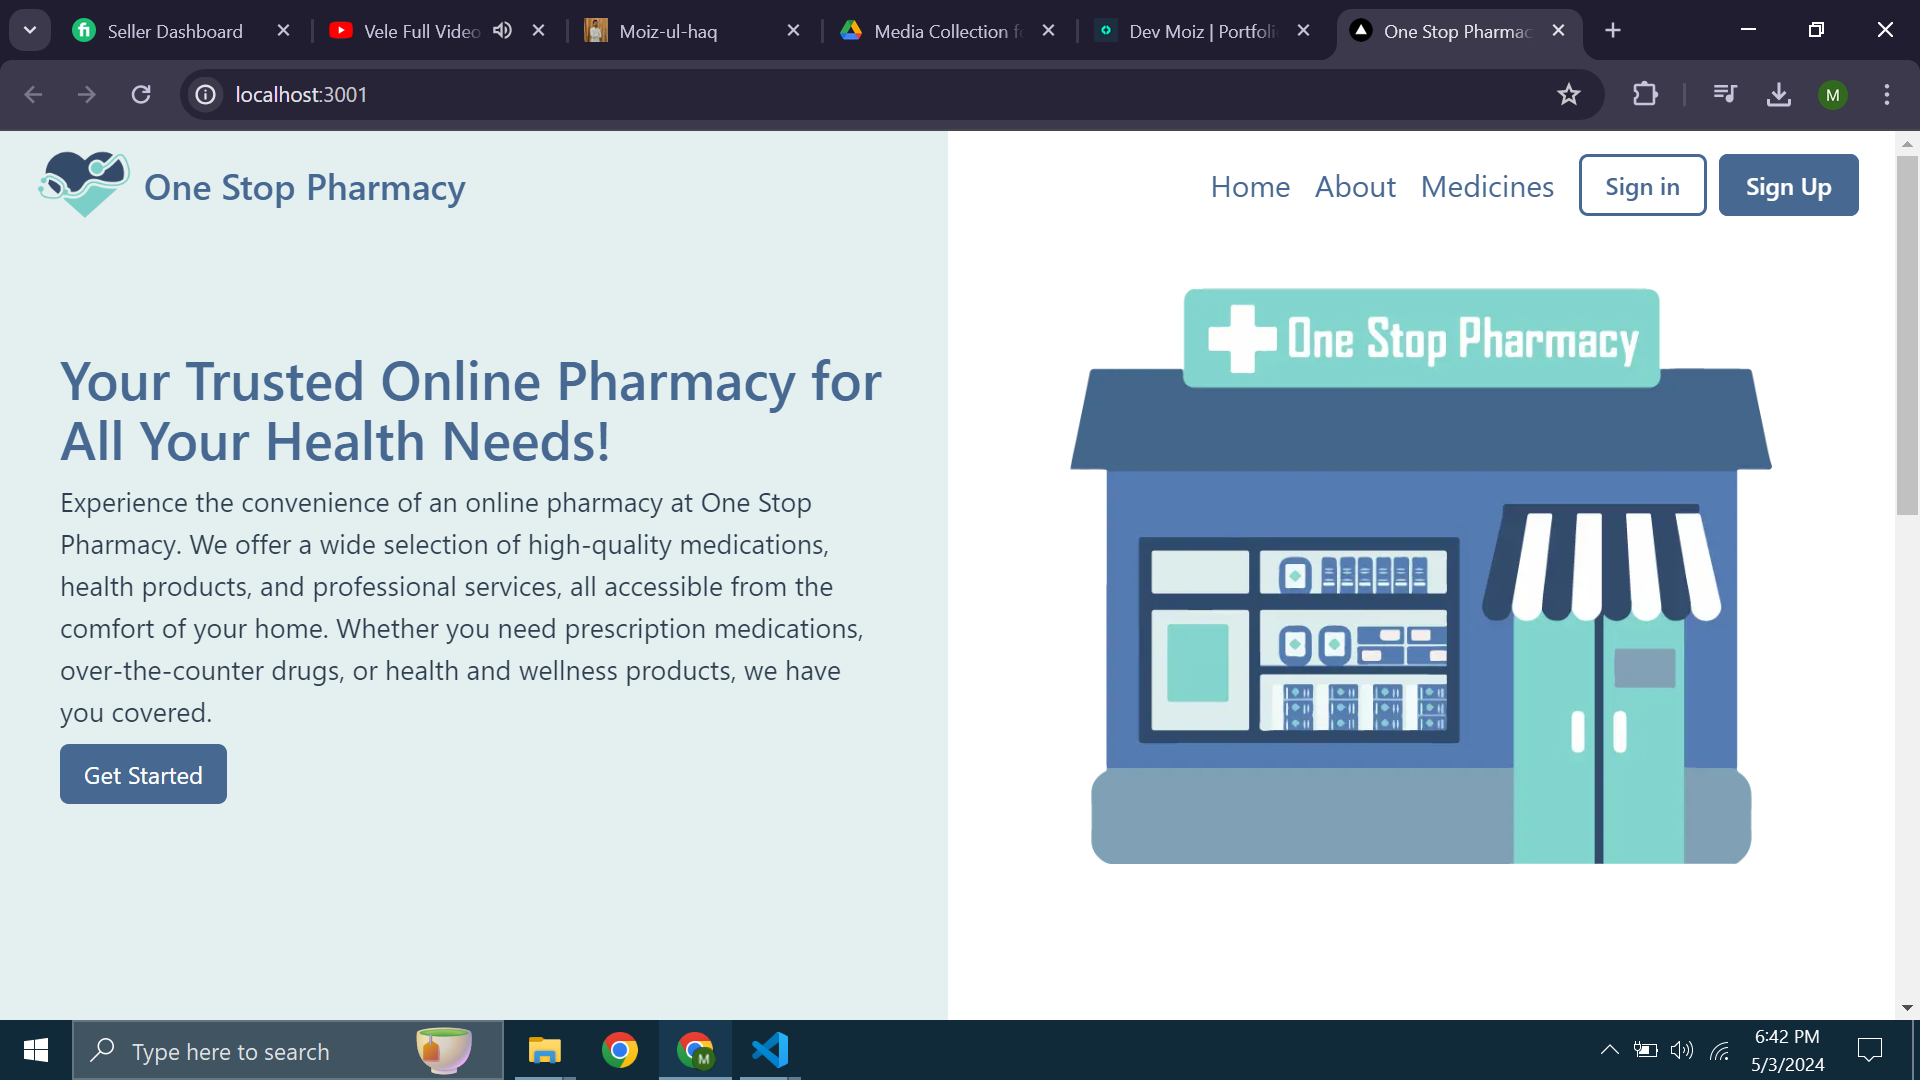 Seller Dashboard
Vele Full Video
Moiz-ul-haq
Media Collection f
Dev Moiz | Portfoli
One Stop Pharmac
localhost:3001
M
One Stop Pharmacy
Home
About
Medicines
Sign in
Sign Up
One Stop Pharmacy
Your Trusted Online Pharmacy for
All Your Health Needs!
Experience the convenience of an online pharmacy at One Stop
Pharmacy. We offer a wide selection of high-quality medications,
health products, and professional services, all accessible from the
comfort of your home. Whether you need prescription medications,
over-the-counter drugs, or health and wellness products, we have
you covered.
Get Started
Type here to search
M
6:42 PM
5/3/2024